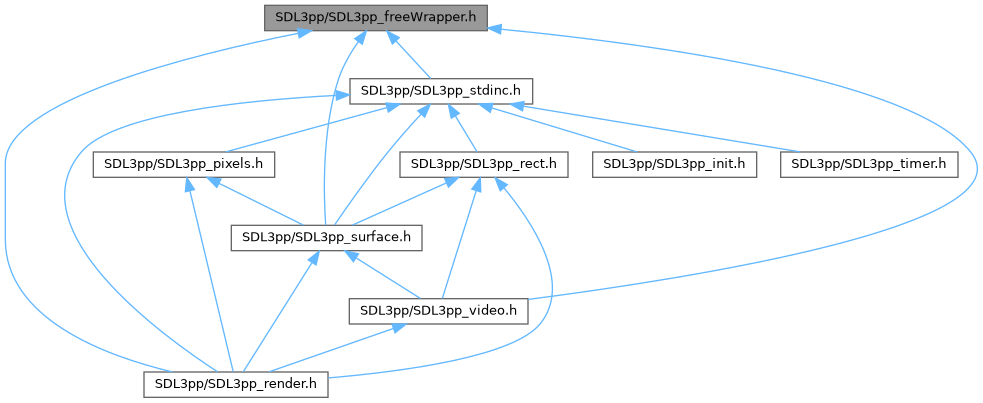 SDL3pp/SDL3pp_freeWrapper.h
SDL3pp/SDL3pp_stdinc.h
SDL3pp/SDL3pp_pixels.h
SDL3pp/SDL3pp_rect.h
SDL3pp/SDL3pp_init.h
SDL3pp/SDL3pp_timer.h
SDL3pp/SDL3pp_surface.h
SDL3pp/SDL3pp_video.h
SDL3pp/SDL3pp_render.h